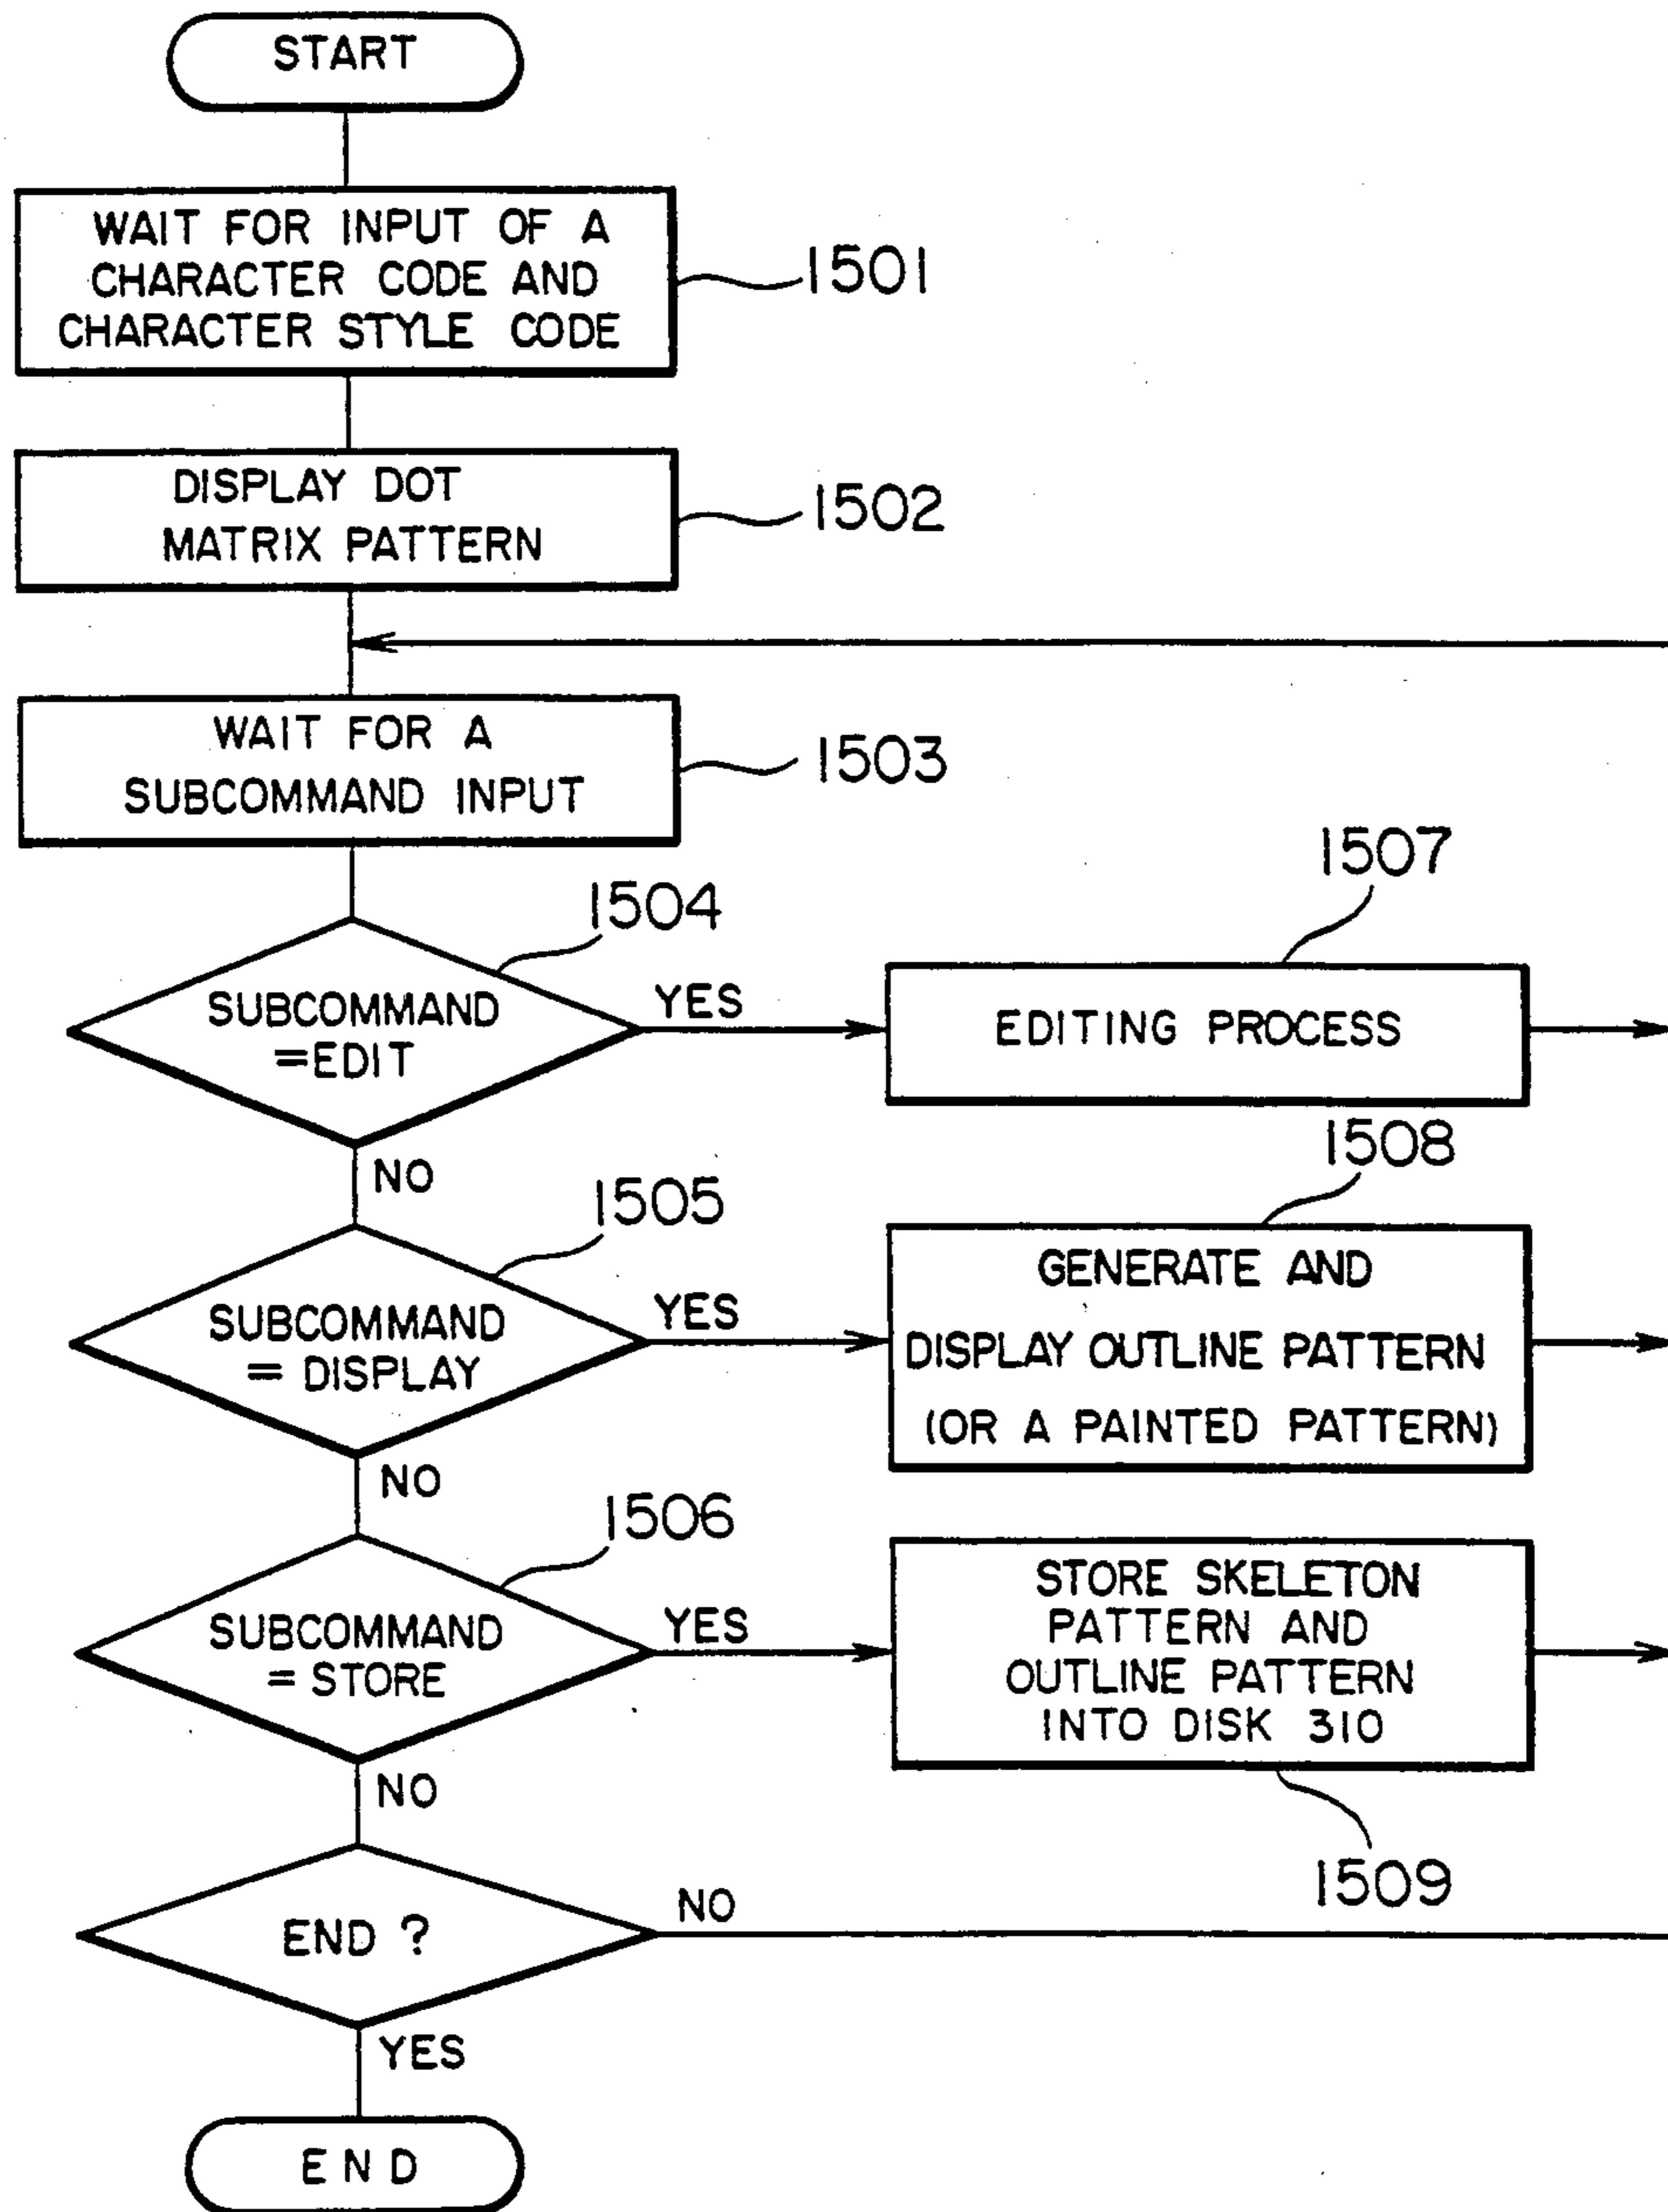 START
WAIT FOR INPUT OF A
CHARACTER CODE AND
CHARACTER STYLE CODE
1501
DISPLAY DOT
MATRIX PATTERN
1502
WAIT FOR A
SUBCOMMAND INPUT
1503
1504
SUBCOMMAND
=EDIT
YES
NO
1507
EDITING PROCESS
1505
SUBCOMMAND
= DISPLAY
YES
NO
1508
GENERATE AND
DISPLAY OUTLINE PATTERN
(OR A PAINTED PATTERN)
1506
SUBCOMMAND
= STORE
YES
NO
STORE SKELETON
PATTERN AND
OUTLINE PATTERN
INTO DISK 310
1509
END ?
NO
YES
END